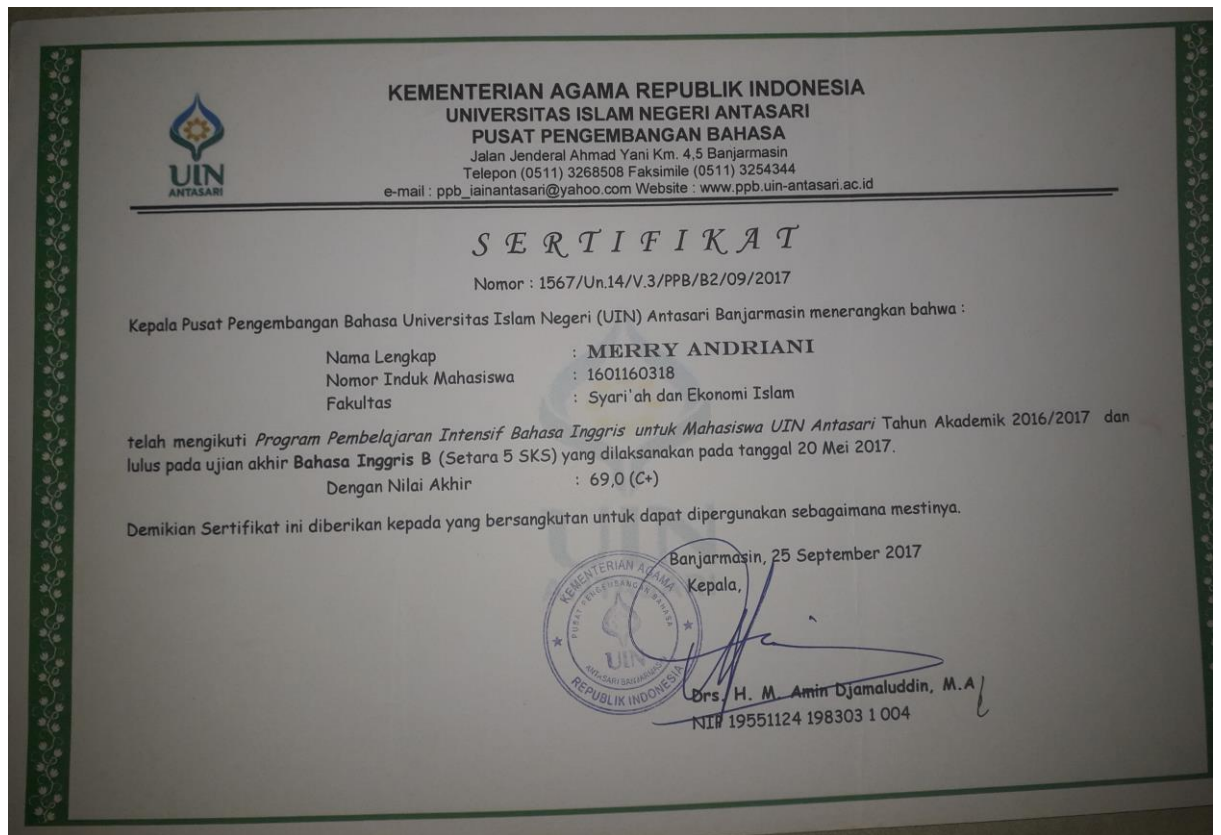 KEMENTERIAN AGAMA REPUBLIK INDONESIA
UNIVERSITAS ISLAM NEGERI ANTASARI
PUSAT PENGEMBANGAN BAHASA
Jalan Jenderal Ahmad Yani Km. 4,5 Banjarmasin
Telepon (0511) 3268508 Faksimile (0511) 3254344
e-mail : ppb_iainantasari@yahoo.com Website : www.ppb.uin-antasari.ac.id
UIN
ANTASARI
SERTIFIKAT
Nomor : 1567/Un.14/V.3/PPB/B2/09/2017
Kepala Pusat Pengembangan Bahasa Universitas Islam Negeri (UIN) Antasari Banjarmasin menerangkan bahwa :
Nama Lengkap : MERRY ANDRIANI
Nomor Induk Mahasiswa : 1601160318
Fakultas : Syari'ah dan Ekonomi Islam
telah mengikuti Program Pembelajaran Intensif Bahasa Inggris untuk Mahasiswa UIN Antasari Tahun Akademik 2016/2017 dan
lulus pada ujian akhir Bahasa Inggris B (Setara 5 SKS) yang dilaksanakan pada tanggal 20 Mei 2017.
Dengan Nilai Akhir : 69,0 (C+)
Demikian Sertifikat ini diberikan kepada yang bersangkutan untuk dapat dipergunakan sebagaimana mestinya.
UIN
Banjarmasin, 25 September 2017
Kepala,
KEMENTERIAN AGAMA
PUSAT PENGEMBANGAN BAHASA
UIN
ANTASARI BANJARMASIN
REPUBLIK INDONESIA
Drs. H. M. Amin Djamaluddin, M.A
NIP 19551124 198303 1 004